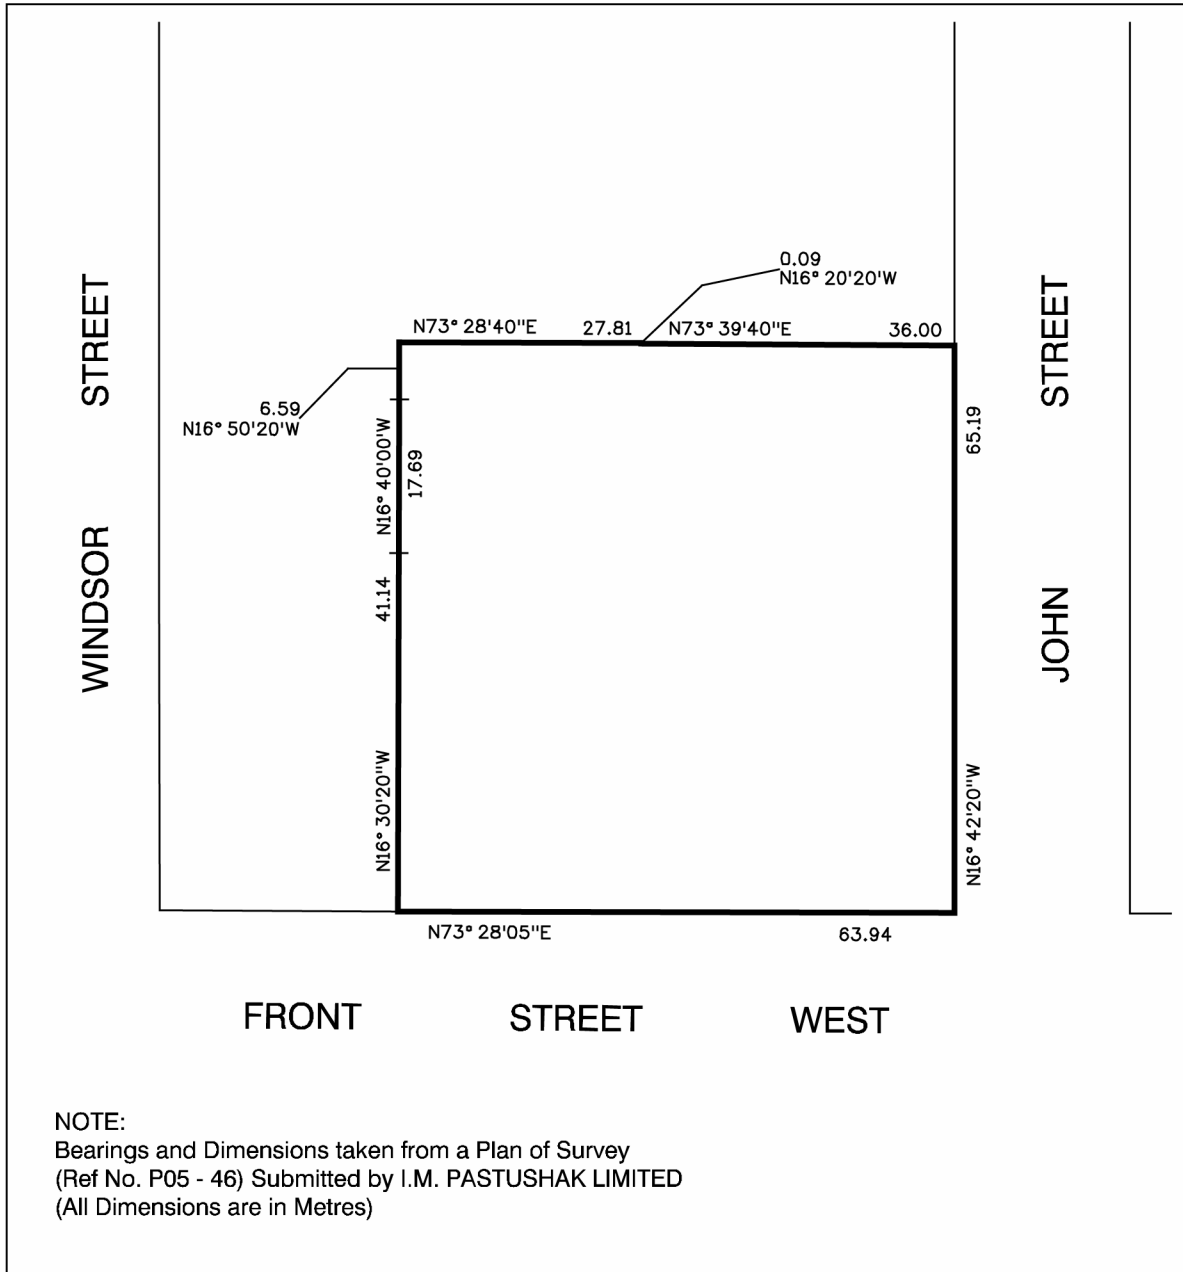 0.09
N16° 20'20"W
N73° 28'40"E 27.81 N73° 39'40"E 36.00
6.59
N16° 50'20"W
N16° 40'00'W
17.69
41.14
N16° 30'20"W
65.19
N16° 42'20"W
WINDSOR STREET
JOHN STREET
N73° 28'05"E 63.94
FRONT STREET WEST
NOTE:
Bearings and Dimensions taken from a Plan of Survey
(Ref No. P05 - 46) Submitted by I.M. PASTUSHAK LIMITED
(All Dimensions are in Metres)